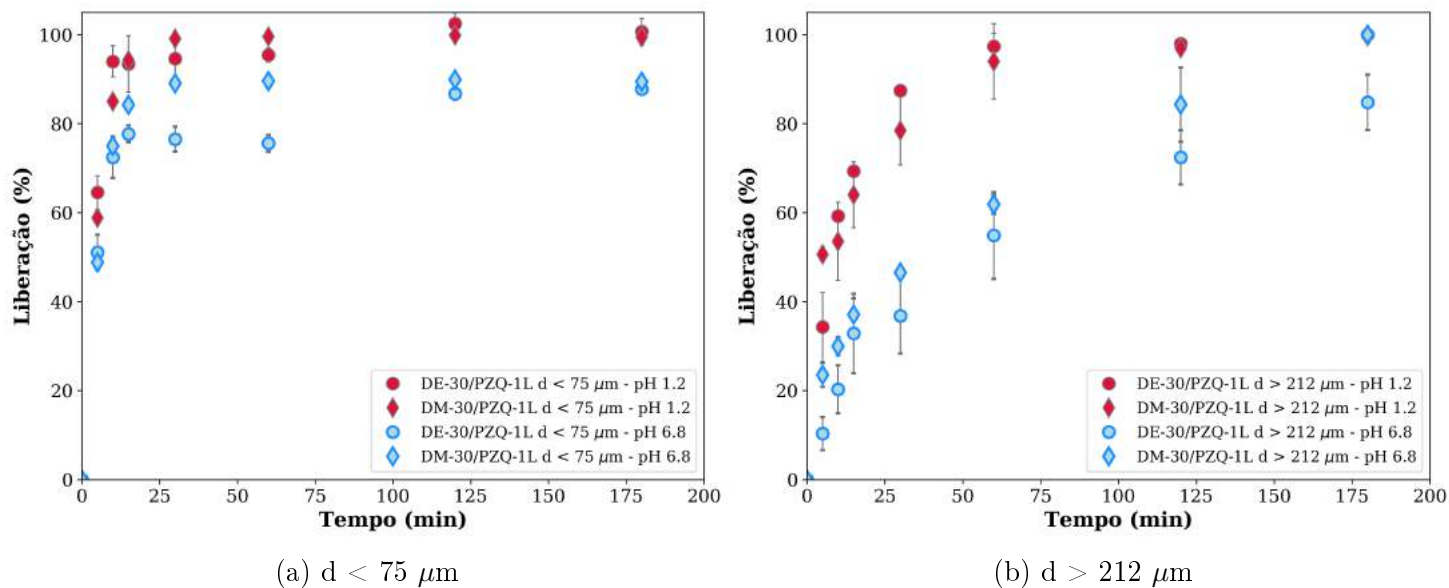 100
80
60
40
20
0
Liberação (%)
DE-30/PZQ-1L d < 75 μm - pH 1.2
DM-30/PZQ-1L d < 75 μm - pH 1.2
DE-30/PZQ-1L d < 75 μm - pH 6.8
DM-30/PZQ-1L d < 75 μm - pH 6.8
0 25 50 75 100 125 150 175 200
Tempo (min)
(a) d < 75 μm
100
80
60
40
20
0
Liberação (%)
DE-30/PZQ-1L d > 212 μm - pH 1.2
DM-30/PZQ-1L d > 212 μm - pH 1.2
DE-30/PZQ-1L d > 212 μm - pH 6.8
DM-30/PZQ-1L d > 212 μm - pH 6.8
0 25 50 75 100 125 150 175 200
Tempo (min)
(b) d > 212 μm